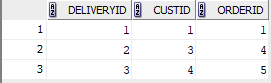 DELIVERYID CUSTID ORDERID
1 1 1 1
2 2 3 4
3 3 4 5